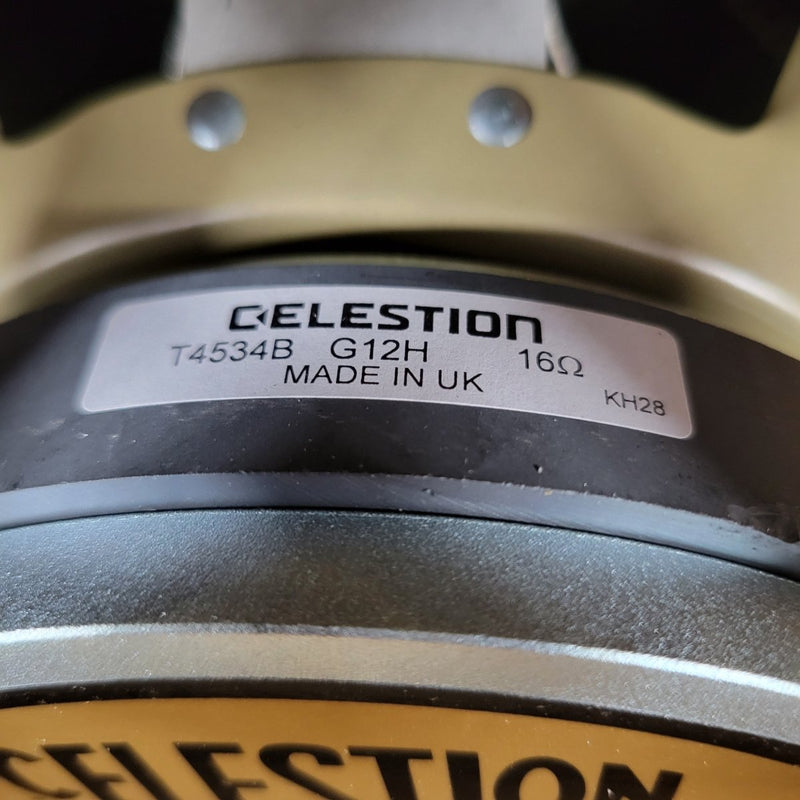 CELESTION
T4534B G12H 16Ω
MADE IN UK
KH28
CELESTION